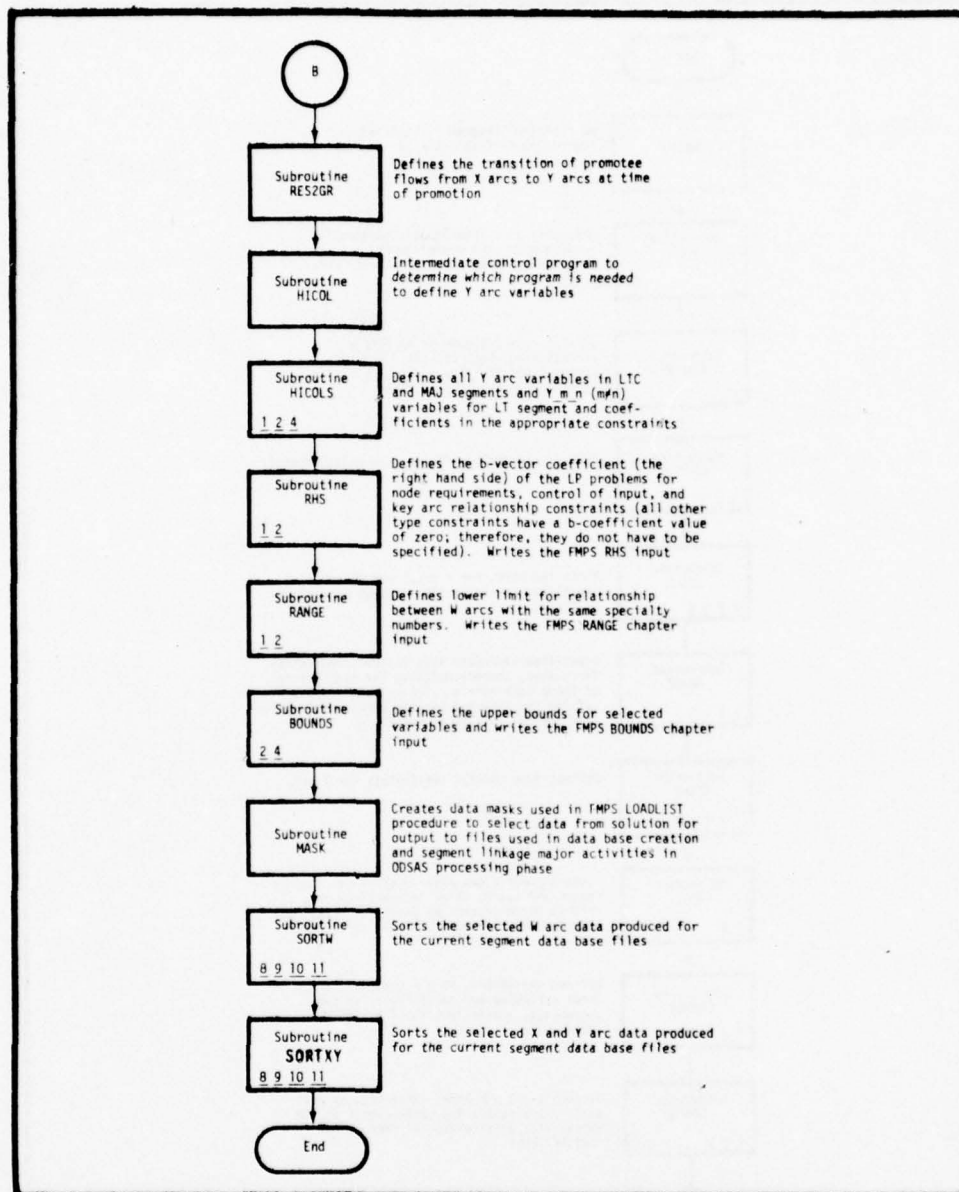 B
Subroutine
RES2GR
Defines the transition of promotee
flows from X arcs to Y arcs at time
of promotion
Subroutine
HICOL
Intermediate control program to
determine which program is needed
to define Y arc variables
Subroutine
HICOLS
1 2 4
Defines all Y arc variables in LTC
and MAJ segments and Y_m_n (m≠n)
variables for LT segment and coef-
ficients in the appropriate constraints
Subroutine
RHS
1 2
Defines the b-vector coefficient (the
right hand side) of the LP problems for
node requirements, control of input, and
key arc relationship constraints (all other
type constraints have a b-coefficient value
of zero; therefore, they do not have to be
specified). Writes the FMPS RHS input
Subroutine
RANGE
1 2
Defines lower limit for relationship
between W arcs with the same specialty
numbers. Writes the FMPS RANGE chapter
input
Subroutine
BOUNDS
2 4
Defines the upper bounds for selected
variables and writes the FMPS BOUNDS chapter
input
Subroutine
MASK
Creates data masks used in FMPS LOADLIST
procedure to select data from solution for
output to files used in data base creation
and segment linkage major activities in
ODSAS processing phase
Subroutine
SORTW
8 9 10 11
Sorts the selected W arc data produced for
the current segment data base files
Subroutine
SORTXY
8 9 10 11
Sorts the selected X and Y arc data produced
for the current segment data base files
End